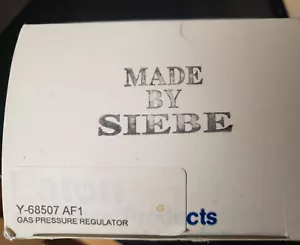 MADE
BY
SIEBE
Y-68507 AF1
GAS PRESSURE REGULATOR
cts